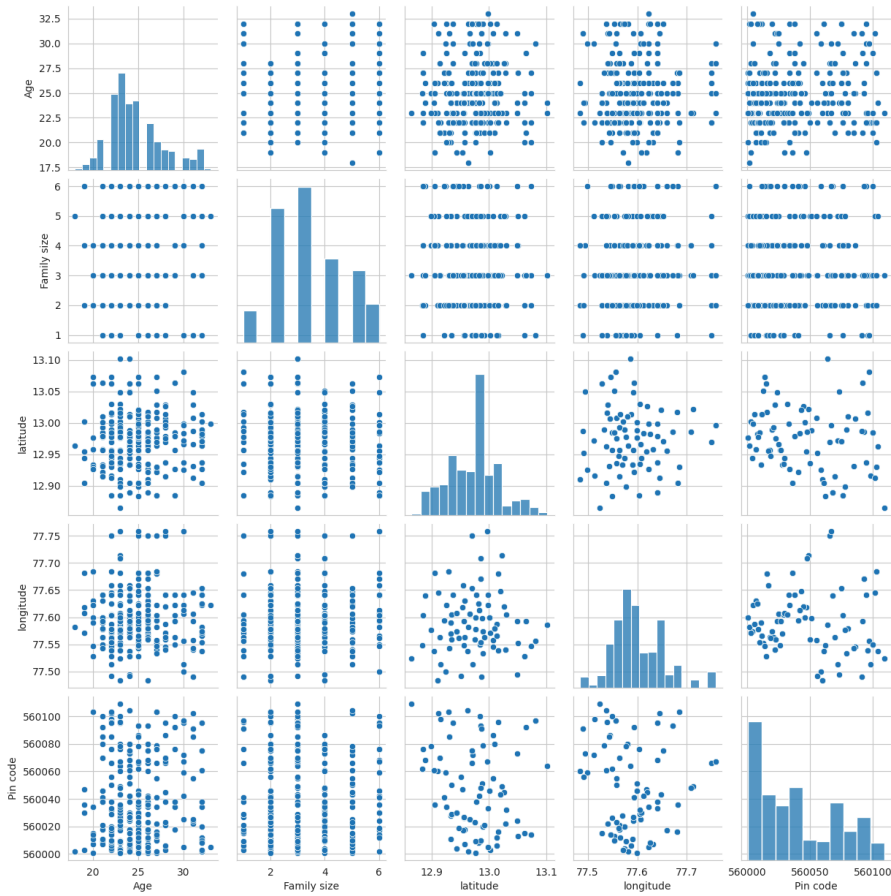 32.5
30.0
27.5
25.0
22.5
20.0
17.5
Age
6
5
4
3
2
1
Family size
13.10
13.05
13.00
12.95
12.90
latitude
77.75
77.70
77.65
77.60
77.55
77.50
longitude
560100
560080
560060
560040
560020
560000
Pin code
20 30
Age
2 4 6
Family size
12.9 13.0 13.1
latitude
77.5 77.6 77.7
longitude
560000 560050 560100
Pin code